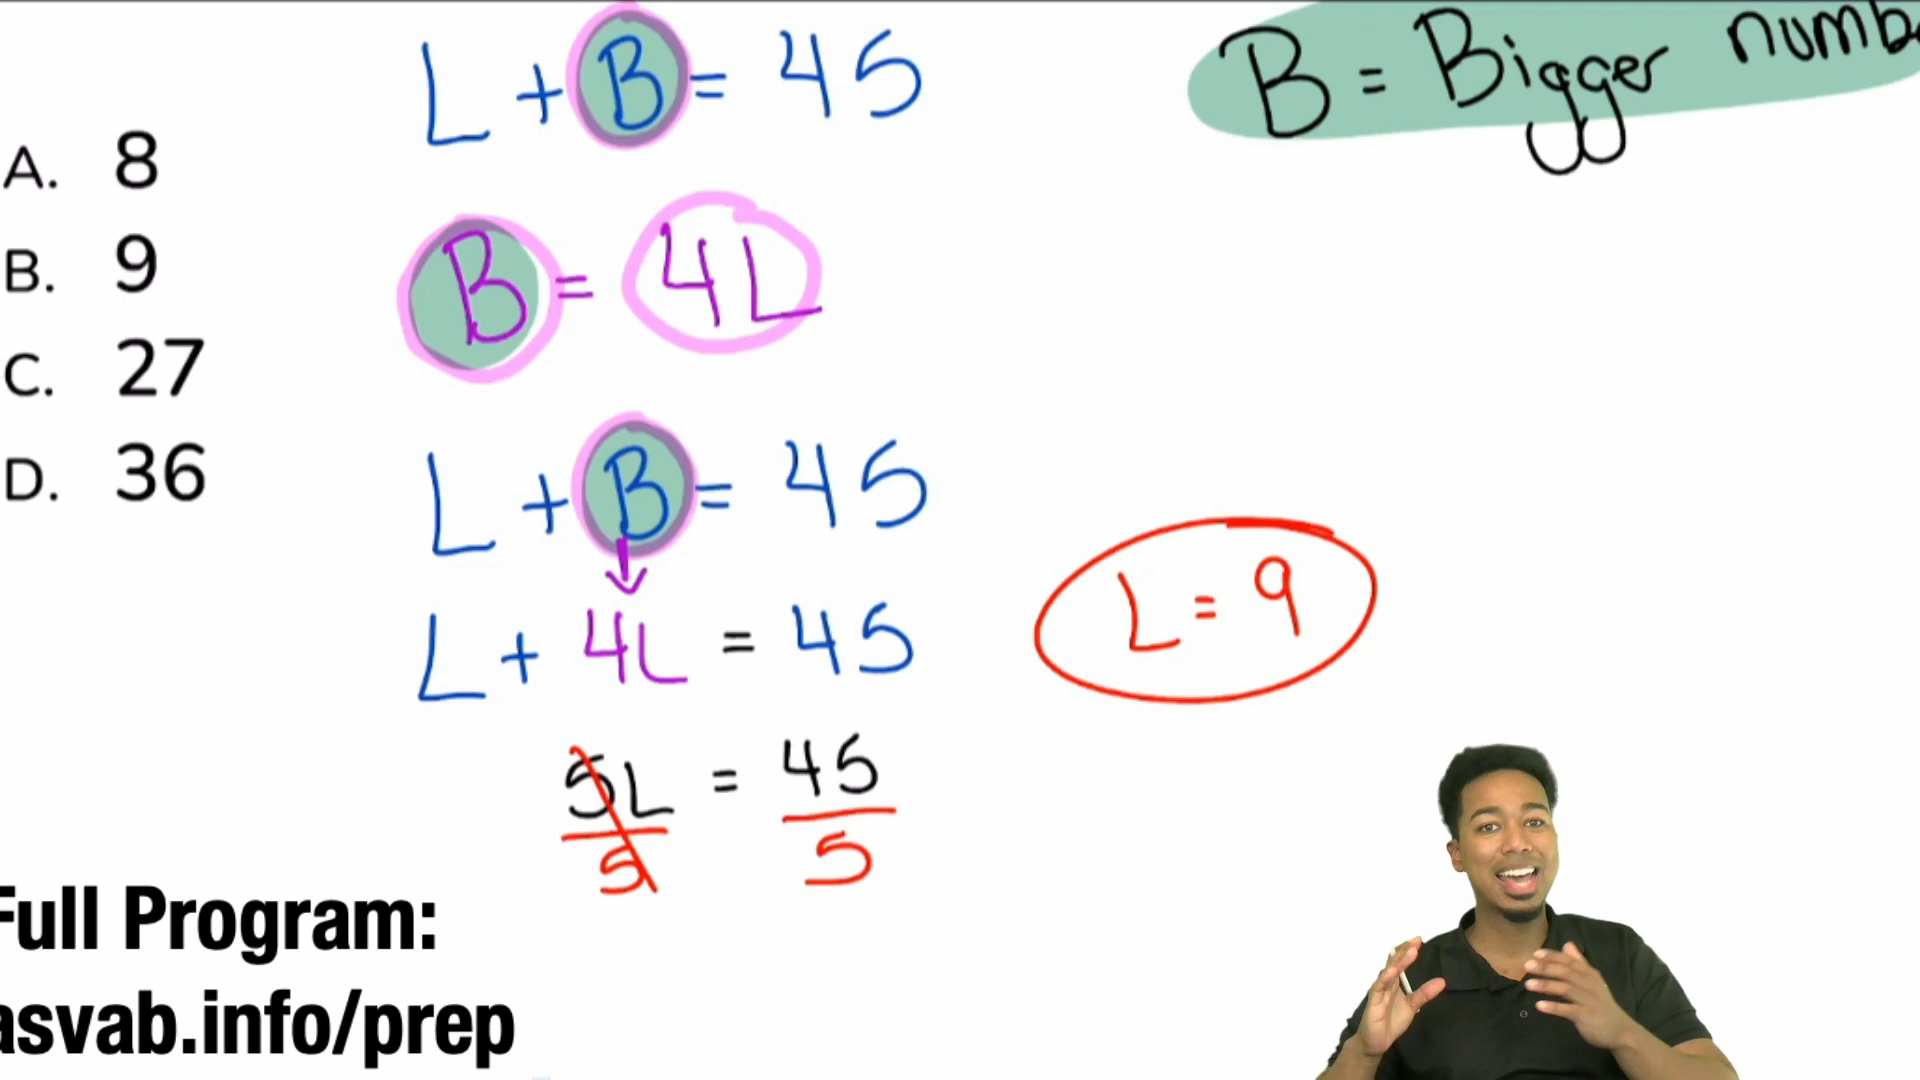 L + B = 45
B = Bigger
A. 8
B = 4L
B. 9
C. 27
L + B = 45
D. 36
L + 4L = 45
L = 9
5L = 45
5 5
Full Program:
asvab.info/prep